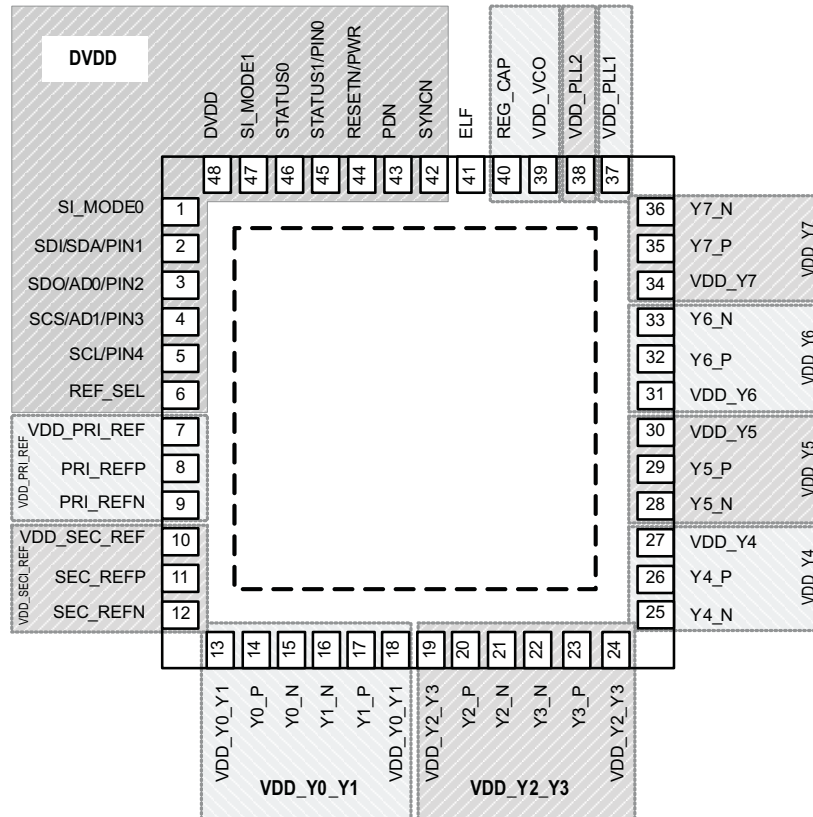 DVDD
DVDD
SI_MODE1
STATUS0
STATUS1/PIN0
RESETN/PWR
PDN
SYNCN
ELF
REG_CAP
VDD_VCO
VDD_PLL2
VDD_PLL1
48
47
46
45
44
43
42
41
40
39
38
37
SI_MODE0 1
SDI/SDA/PIN1 2
SDO/AD0/PIN2 3
SCS/AD1/PIN3 4
SCL/PIN4 5
REF_SEL 6
VDD_PRI_REF 7
PRI_REFP 8
PRI_REFN 9
VDD_PRI_REF
VDD_SEC_REF 10
SEC_REFP 11
SEC_REFN 12
VDD_SECI_REF
36 Y7_N
35 Y7_P
34 VDD_Y7
VDD_Y7
33 Y6_N
32 Y6_P
31 VDD_Y6
VDD_Y6
30 VDD_Y5
29 Y5_P
28 Y5_N
VDD_Y5
27 VDD_Y4
26 Y4_P
25 Y4_N
VDD_Y4
13
14
15
16
17
18
19
20
21
22
23
24
VDD_Y0_Y1
Y0_P
Y0_N
Y1_N
Y1_P
VDD_Y0_Y1
VDD_Y2_Y3
Y2_P
Y2_N
Y3_N
Y3_P
VDD_Y2_Y3
VDD_Y0_Y1
VDD_Y2_Y3